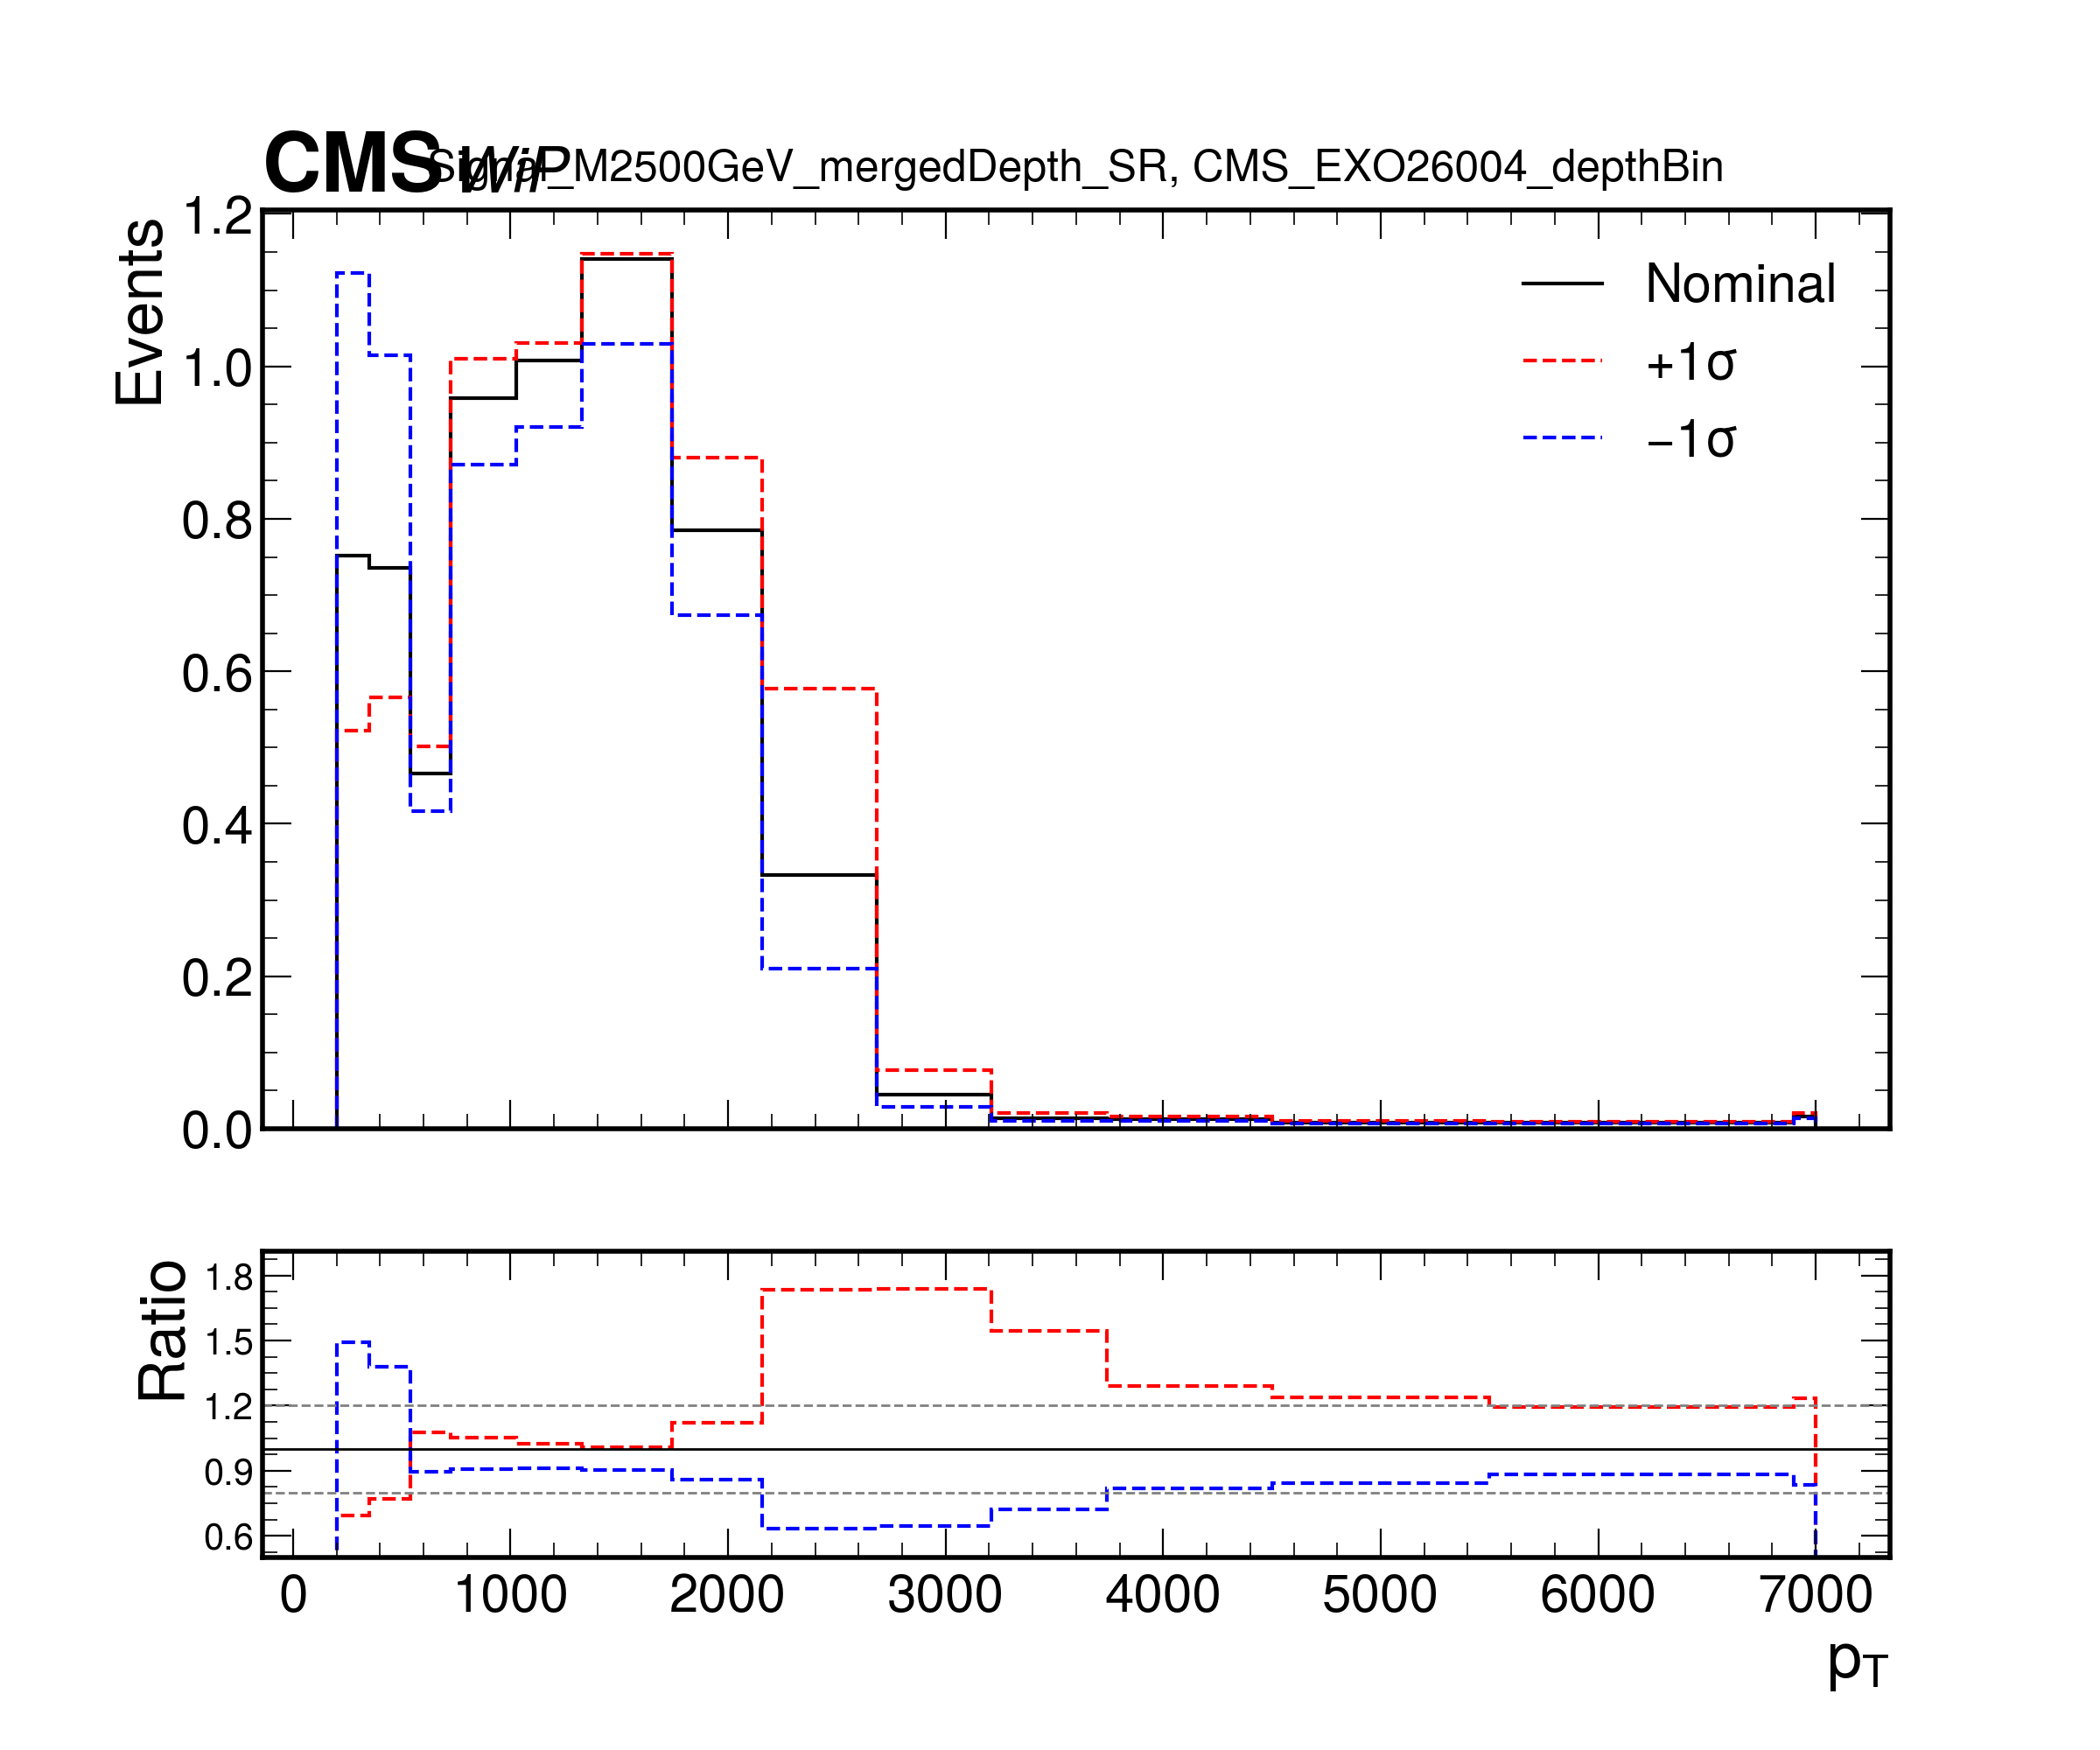 CMS WiP
Signal_M2500GeV_mergedDepth_SR, CMS_EXO26004_depthBin
Events
1.2
1.0
0.8
0.6
0.4
0.2
0.0
Nominal
+1σ
−1σ
Ratio
1.8
1.5
1.2
0.9
0.6
0 1000 2000 3000 4000 5000 6000 7000
pT